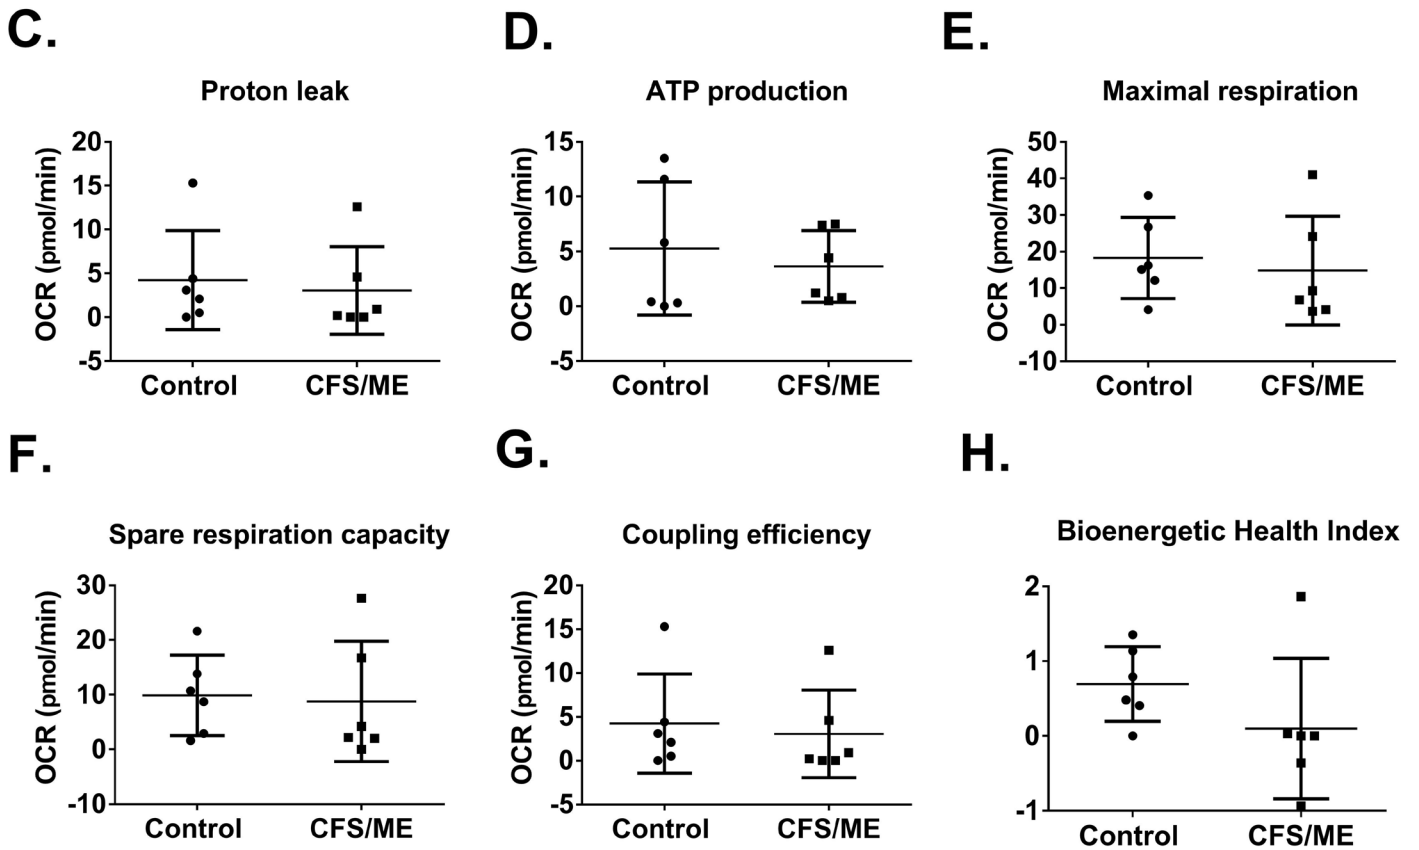 C.
Proton leak
OCR (pmol/min)
20
15
10
5
0
-5
Control
CFS/ME
D.
ATP production
OCR (pmol/min)
15
10
5
0
-5
Control
CFS/ME
E.
Maximal respiration
OCR (pmol/min)
50
40
30
20
10
0
-10
Control
CFS/ME
F.
Spare respiration capacity
OCR (pmol/min)
30
20
10
0
-10
Control
CFS/ME
G.
Coupling efficiency
OCR (pmol/min)
20
15
10
5
0
-5
Control
CFS/ME
H.
Bioenergetic Health Index
2
1
0
-1
Control
CFS/ME